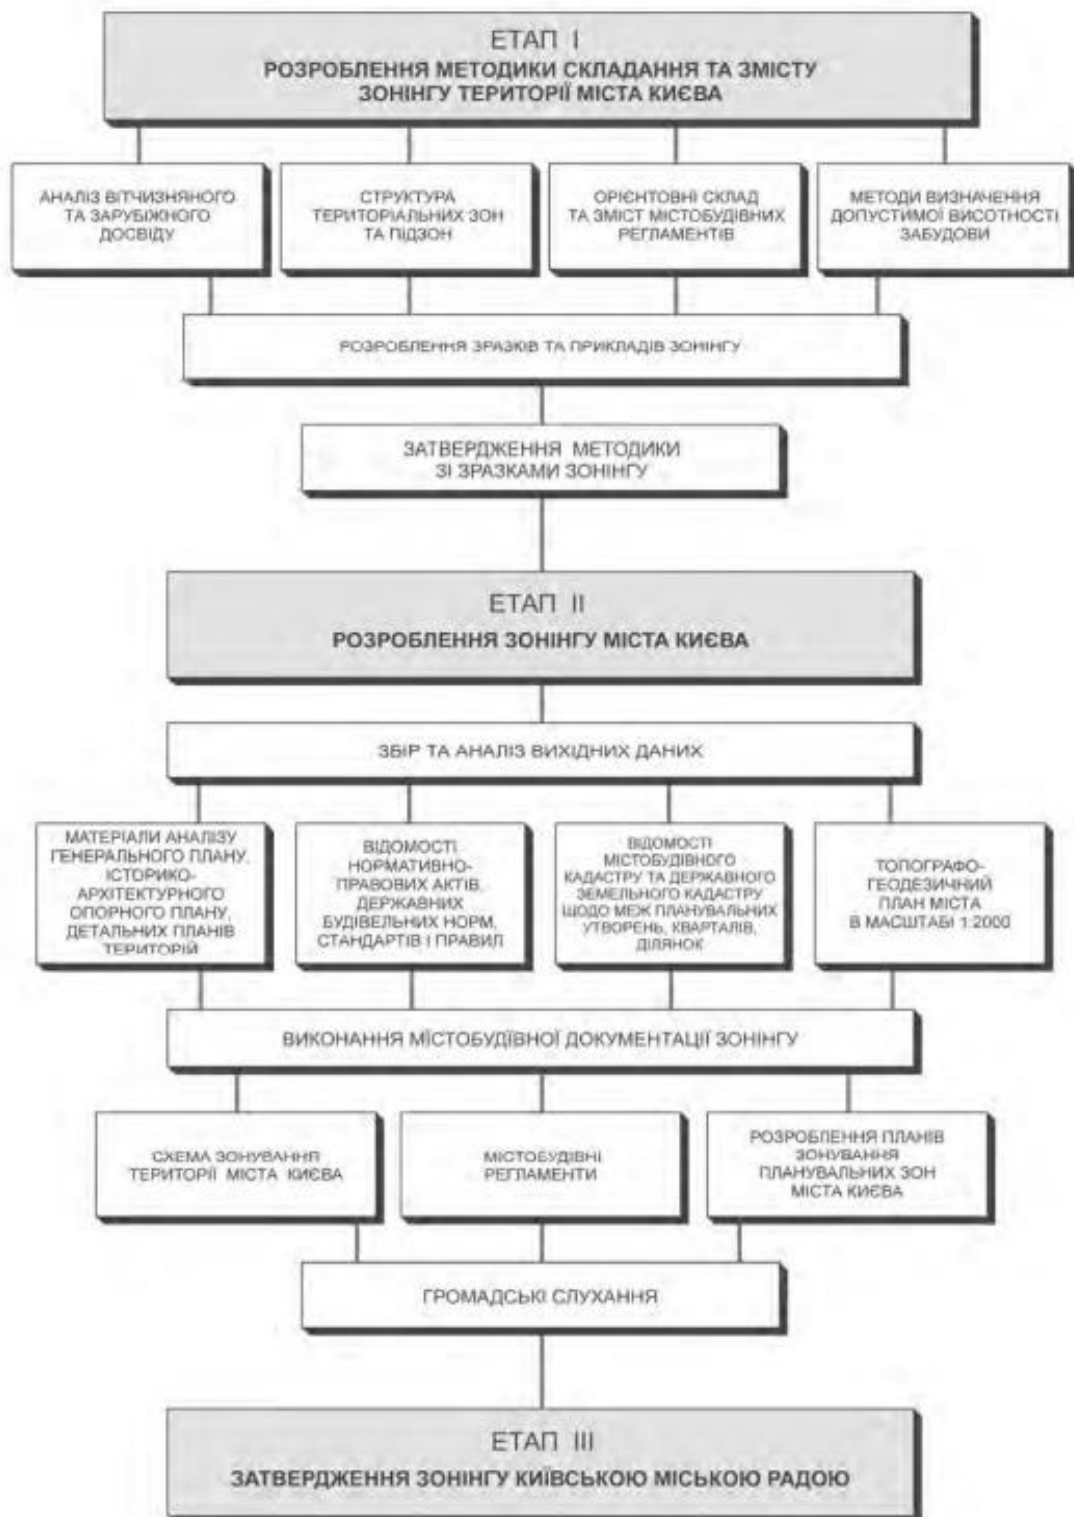 ЕТАП I
РОЗРОБЛЕННЯ МЕТОДИКИ СКЛАДАННЯ ТА ЗМІСТУ
ЗОНІНГУ ТЕРИТОРІЇ МІСТА КИЄВА
АНАЛІЗ ВІТЧИЗНЯНОГО
ТА ЗАРУБІЖНОГО
ДОСВІДУ
СТРУКТУРА
ТЕРИТОРІАЛЬНИХ ЗОН
ТА ПІДЗОН
ОРІЄНТОВНІ СКЛАД
ТА ЗМІСТ МІСТОБУДІВНИХ
РЕГЛАМЕНТІВ
МЕТОДИ ВИЗНАЧЕННЯ
ДОПУСТИМОЇ ВИСОТНОСТІ
ЗАБУДОВИ
РОЗРОБЛЕННЯ ЗРАЗКІВ ТА ПРИКЛАДІВ ЗОНІНГУ
ЗАТВЕРДЖЕННЯ МЕТОДИКИ
ЗІ ЗРАЗКАМИ ЗОНІНГУ
ЕТАП II
РОЗРОБЛЕННЯ ЗОНІНГУ МІСТА КИЄВА
ЗБІР ТА АНАЛІЗ ВИХІДНИХ ДАНИХ
МАТЕРІАЛИ АНАЛІЗУ
ГЕНЕРАЛЬНОГО ПЛАНУ,
ІСТОРИКО-
АРХІТЕКТУРНОГО
ОПОРНОГО ПЛАНУ,
ДЕТАЛЬНИХ ПЛАНІВ
ТЕРИТОРІЙ
ВІДОМОСТІ
НОРМАТИВНО-
ПРАВОВИХ АКТІВ,
ДЕРЖАВНИХ
БУДІВЕЛЬНИХ НОРМ,
СТАНДАРТІВ І ПРАВИЛ
ВІДОМОСТІ
МІСТОБУДІВНОГО
КАДАСТРУ ТА ДЕРЖАВНОГО
ЗЕМЕЛЬНОГО КАДАСТРУ
ЩОДО МЕЖ ПЛАНУВАЛЬНИХ
УТВОРЕНЬ, КВАРТАЛІВ,
ДІЛЯНОК
ТОПОГРАФО-
ГЕОДЕЗИЧНИЙ
ПЛАН МІСТА
В МАСШТАБІ 1:2000
ВИКОНАННЯ МІСТОБУДІВНОЇ ДОКУМЕНТАЦІЇ ЗОНІНГУ
СХЕМА ЗОНУВАННЯ
ТЕРИТОРІЇ МІСТА КИЄВА
МІСТОБУДІВНІ
РЕГЛАМЕНТИ
РОЗРОБЛЕННЯ ПЛАНІВ
ЗОНУВАННЯ
ПЛАНУВАЛЬНИХ ЗОН
МІСТА КИЄВА
ГРОМАДСЬКІ СЛУХАННЯ
ЕТАП III
ЗАТВЕРДЖЕННЯ ЗОНІНГУ КИЇВСЬКОЮ МІСЬКОЮ РАДОЮ